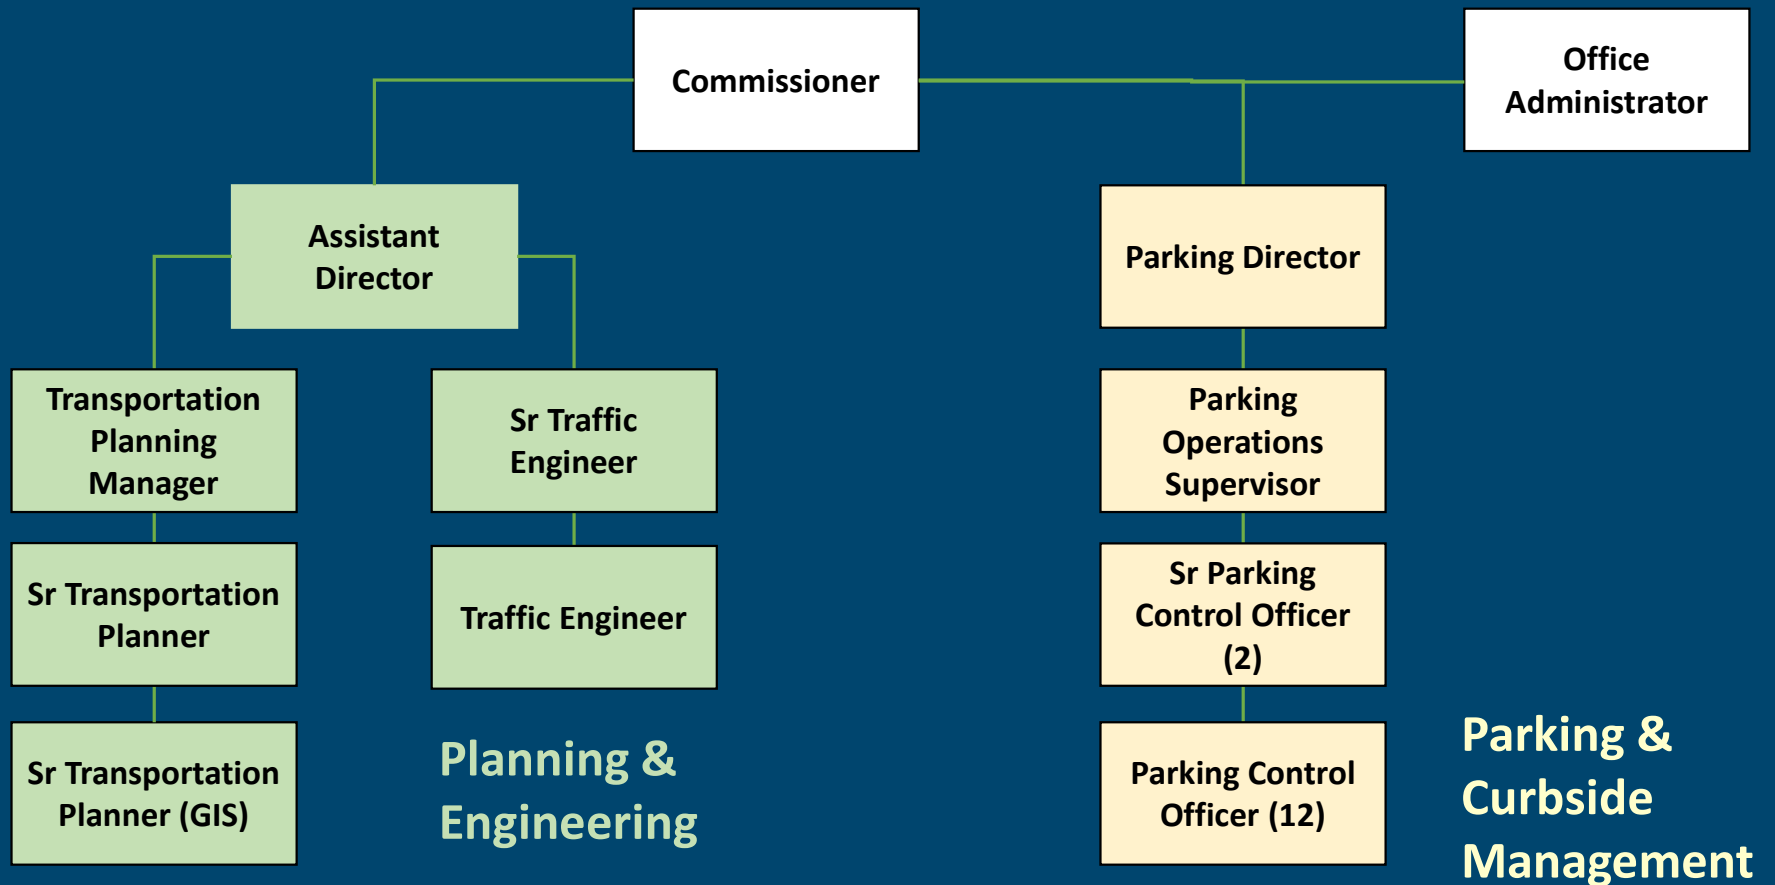 Commissioner
Office
Administrator
Assistant
Director
Parking Director
Transportation
Planning
Manager
Sr Traffic
Engineer
Parking
Operations
Supervisor
Sr Transportation
Planner
Traffic Engineer
Sr Parking
Control Officer
(2)
Sr Transportation
Planner (GIS)
Planning &
Engineering
Parking Control
Officer (12)
Parking &
Curbside
Management